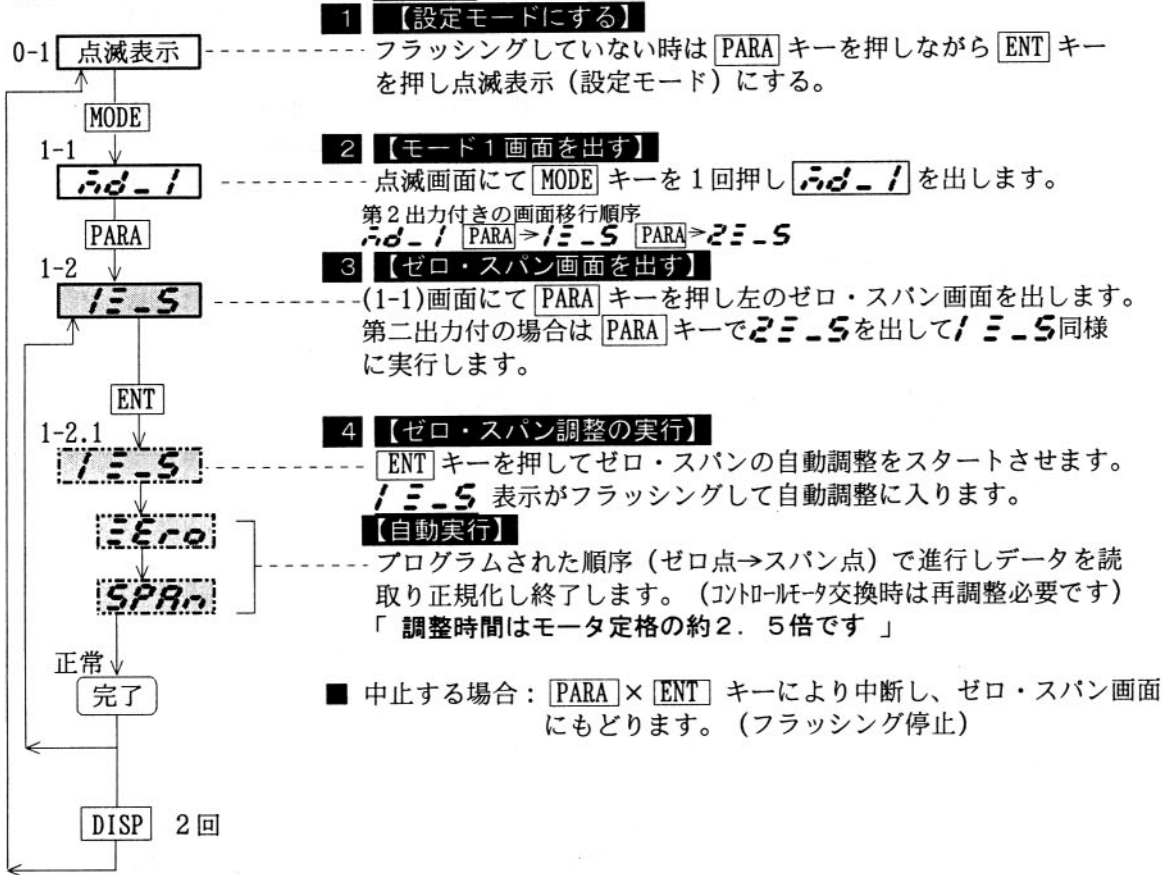 1 【設定モードにする】
0-1 点滅表示
フラッシングしていない時は PARA キーを押しながら ENT キー
を押し点滅表示（設定モード）にする。
MODE
1-1
2 【モード1画面を出す】
Md_1
点滅画面にて MODE キーを1回押し Md_1 を出します。
第2出力付きの画面移行順序
Md_1 PARA > 1Z_S PARA > 2Z_S
PARA
1-2
3 【ゼロ・スパン画面を出す】
1Z_S
(1-1)画面にて PARA キーを押し左のゼロ・スパン画面を出します。
第二出力付の場合は PARA キーで2Z_Sを出して1Z_S同様
に実行します。
ENT
1-2.1
4 【ゼロ・スパン調整の実行】
1Z_S
ENT キーを押してゼロ・スパンの自動調整をスタートさせます。
1Z_S 表示がフラッシングして自動調整に入ります。
ZEro
【自動実行】
プログラムされた順序（ゼロ点→スパン点）で進行しデータを読
SPAn
取り正規化し終了します。（コントロールモータ交換時は再調整必要です）
「 調整時間はモータ定格の約2．5倍です 」
正常
完了
■ 中止する場合：PARA × ENT キーにより中断し、ゼロ・スパン画面
にもどります。（フラッシング停止）
DISP 2回